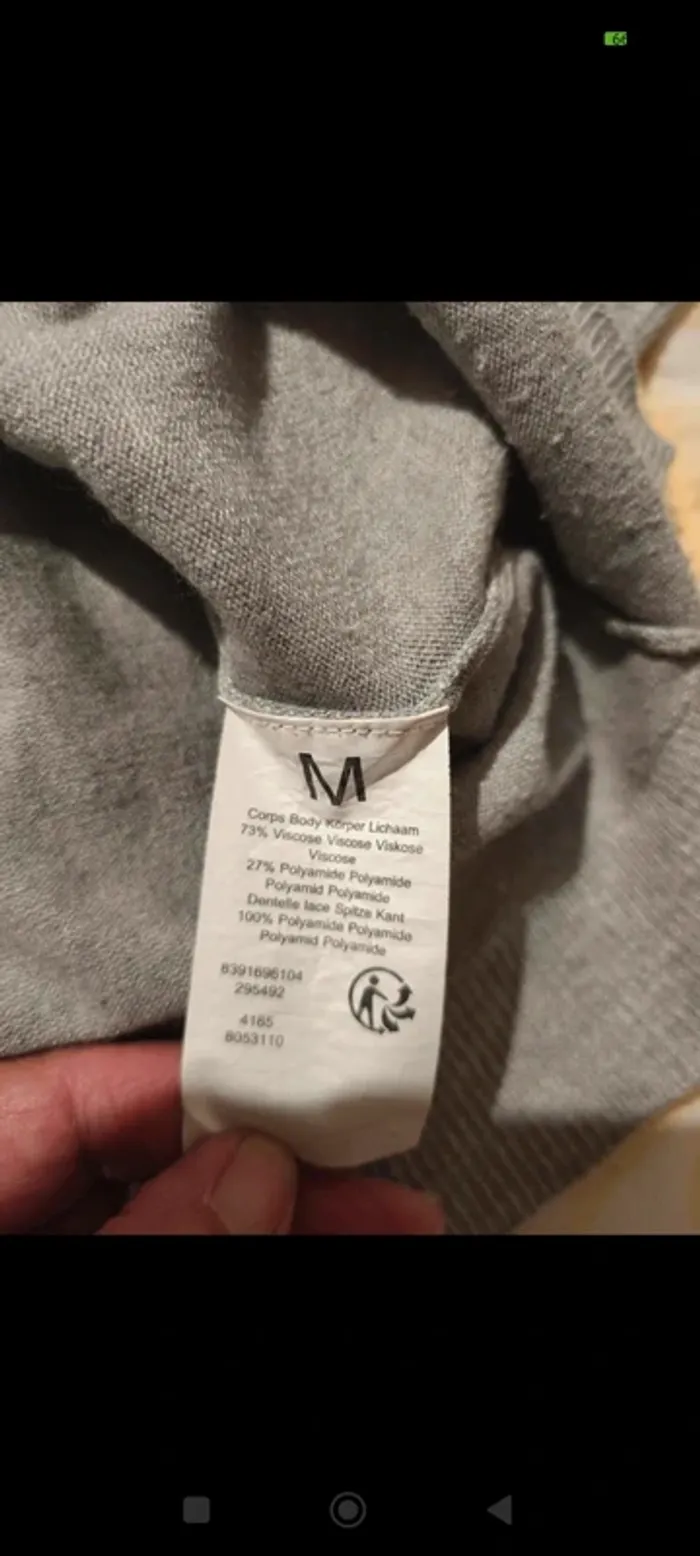 66
M
Corps Body Körper Lichaam
73% Viscose Viscose Viskose
Viscose
27% Polyamide Polyamide
Polyamid Polyamide
Dentelle lace Spitze Kant
100% Polyamide Polyamide
Polyamid Polyamide
8391696104
295492
4165
8053110